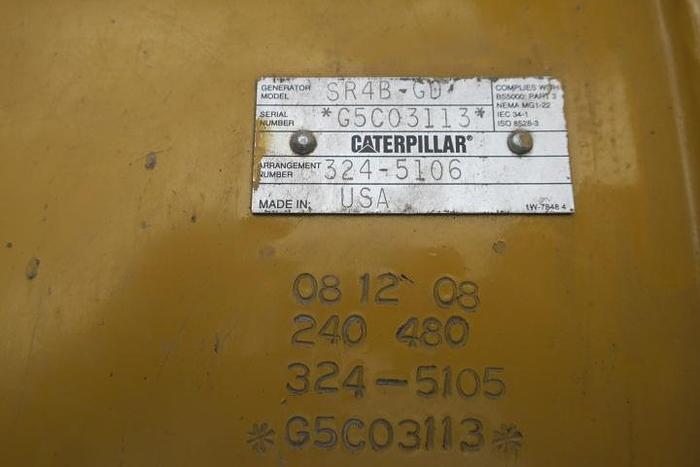 GENERATOR MODEL SR4B-GD
COMPLIES WITH
BS5000: PART 3
NEMA MG1-22
IEC 34-1
ISO 8528-3
SERIAL NUMBER *G5C03113*
CATERPILLAR®
ARRANGEMENT NUMBER 324-5106
MADE IN: USA
1W-7848 4
08 12 08
240 480
324-5105
*G5C03113*